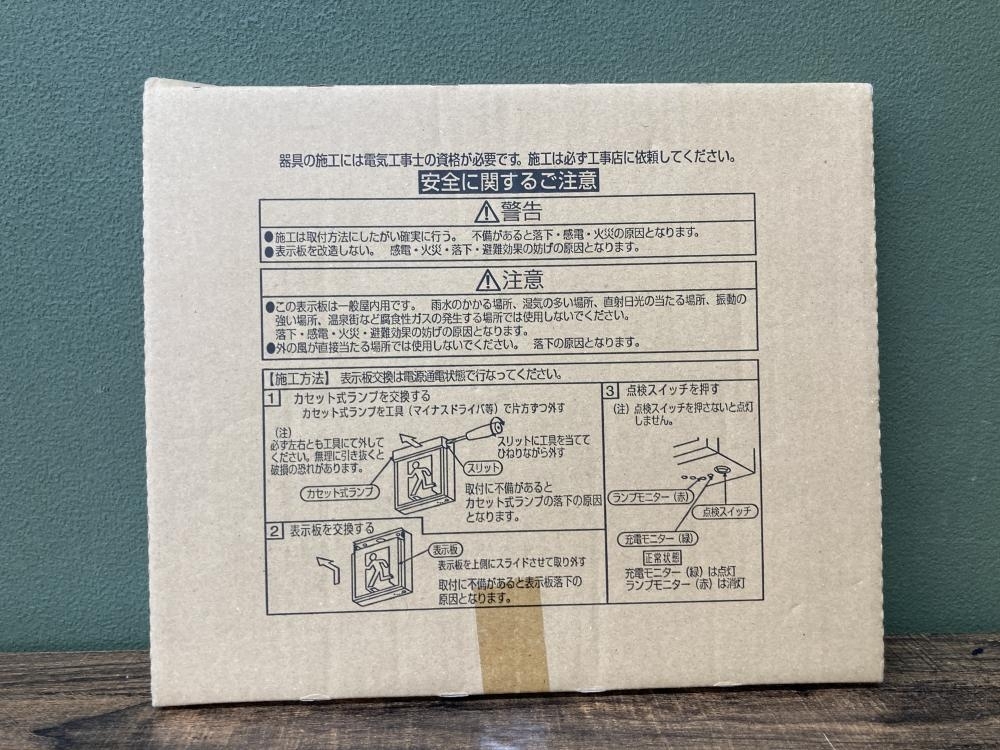 器具の施工には電気工事士の資格が必要です。施工は必ず工事店に依頼してください。
安全に関するご注意
⚠警告
●施工は取付方法にしたがい確実に行う。 不備があると落下・感電・火災の原因となります。
●表示板を改造しない。 感電・火災・落下・避難効果の妨げの原因となります。
⚠注意
●この表示板は一般屋内用です。 雨水のかかる場所、湿気の多い場所、直射日光の当たる場所、振動の
強い場所、温泉街など腐食性ガスの発生する場所では使用しないでください。
落下・感電・火災・避難効果の妨げの原因となります。
●外の風が直接当たる場所では使用しないでください。 落下の原因となります。
【施工方法】 表示板交換は電源通電状態で行なってください。
1 カセット式ランプを交換する
カセット式ランプを工具(マイナスドライバ等)で片方ずつ外す
(注)
必ず左右とも工具にて外して
ください。無理に引き抜くと
破損の恐れがあります。
スリットに工具を当てて
ひねりながら外す
スリット
カセット式ランプ
取付に不備があると
カセット式ランプの落下の原因
となります。
2 表示板を交換する
表示板
表示板を上側にスライドさせて取り外す
取付に不備があると表示板落下の
原因となります。
3 点検スイッチを押す
(注)点検スイッチを押さないと点灯
しません。
ランプモニター(赤)
点検スイッチ
充電モニター(緑)
正常状態
充電モニター(緑)は点灯
ランプモニター(赤)は消灯